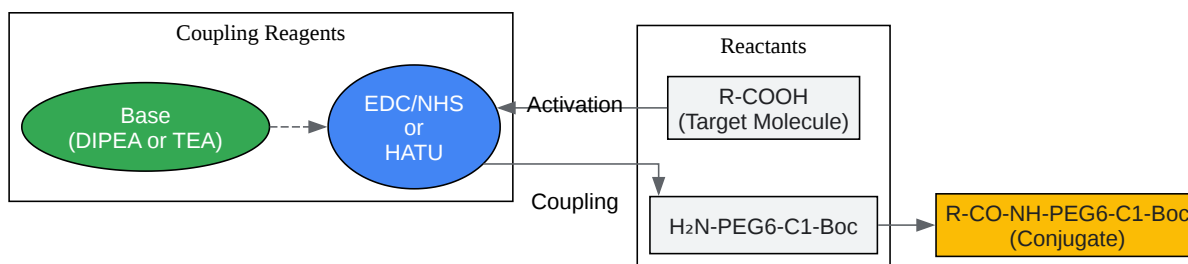 Coupling Reagents
Base
(DIPEA or TEA)
EDC/NHS
or
HATU
Activation
Coupling
Reactants
R-COOH
(Target Molecule)
H₂N-PEG6-C1-Boc
R-CO-NH-PEG6-C1-Boc
(Conjugate)